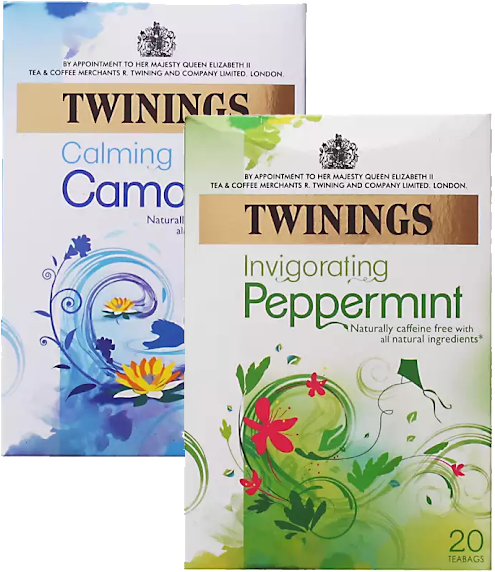 BY APPOINTMENT TO HER MAJESTY QUEEN ELIZABETH II
TEA & COFFEE MERCHANTS R. TWINING AND COMPANY LIMITED, LONDON.
TWININGS
Calming
Camo
Naturally
al
BY APPOINTMENT TO HER MAJESTY QUEEN ELIZABETH II
TEA & COFFEE MERCHANTS R. TWINING AND COMPANY LIMITED, LONDON.
TWININGS
Invigorating
Peppermint
Naturally caffeine free with
all natural ingredients*
20
TEABAGS